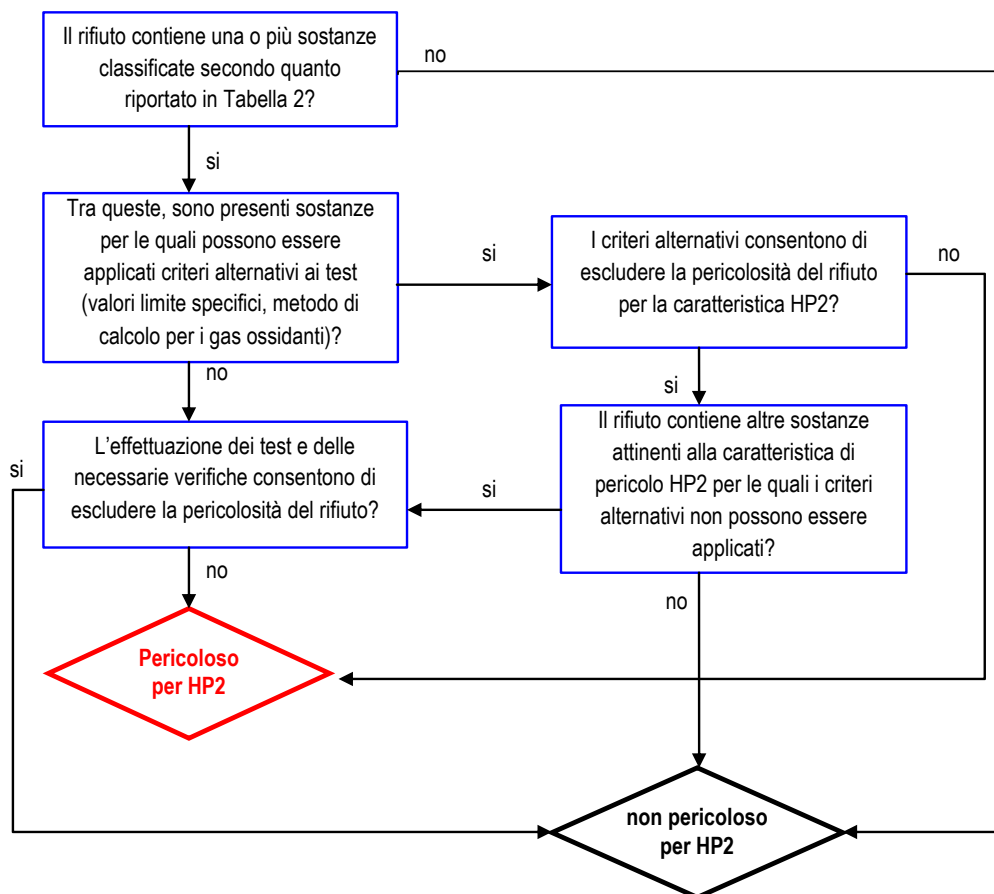 Il rifiuto contiene una o più sostanze
classificate secondo quanto
riportato in Tabella 2?
no
si
Tra queste, sono presenti sostanze
per le quali possono essere
applicati criteri alternativi ai test
(valori limite specifici, metodo di
calcolo per i gas ossidanti)?
si
I criteri alternativi consentono di
escludere la pericolosità del rifiuto
per la caratteristica HP2?
no
no
si
L'effettuazione dei test e delle
necessarie verifiche consentono di
escludere la pericolosità del rifiuto?
si
si
Il rifiuto contiene altre sostanze
attinenti alla caratteristica di
pericolo HP2 per le quali i criteri
alternativi non possono essere
applicati?
no
no
Pericoloso
per HP2
non pericoloso
per HP2